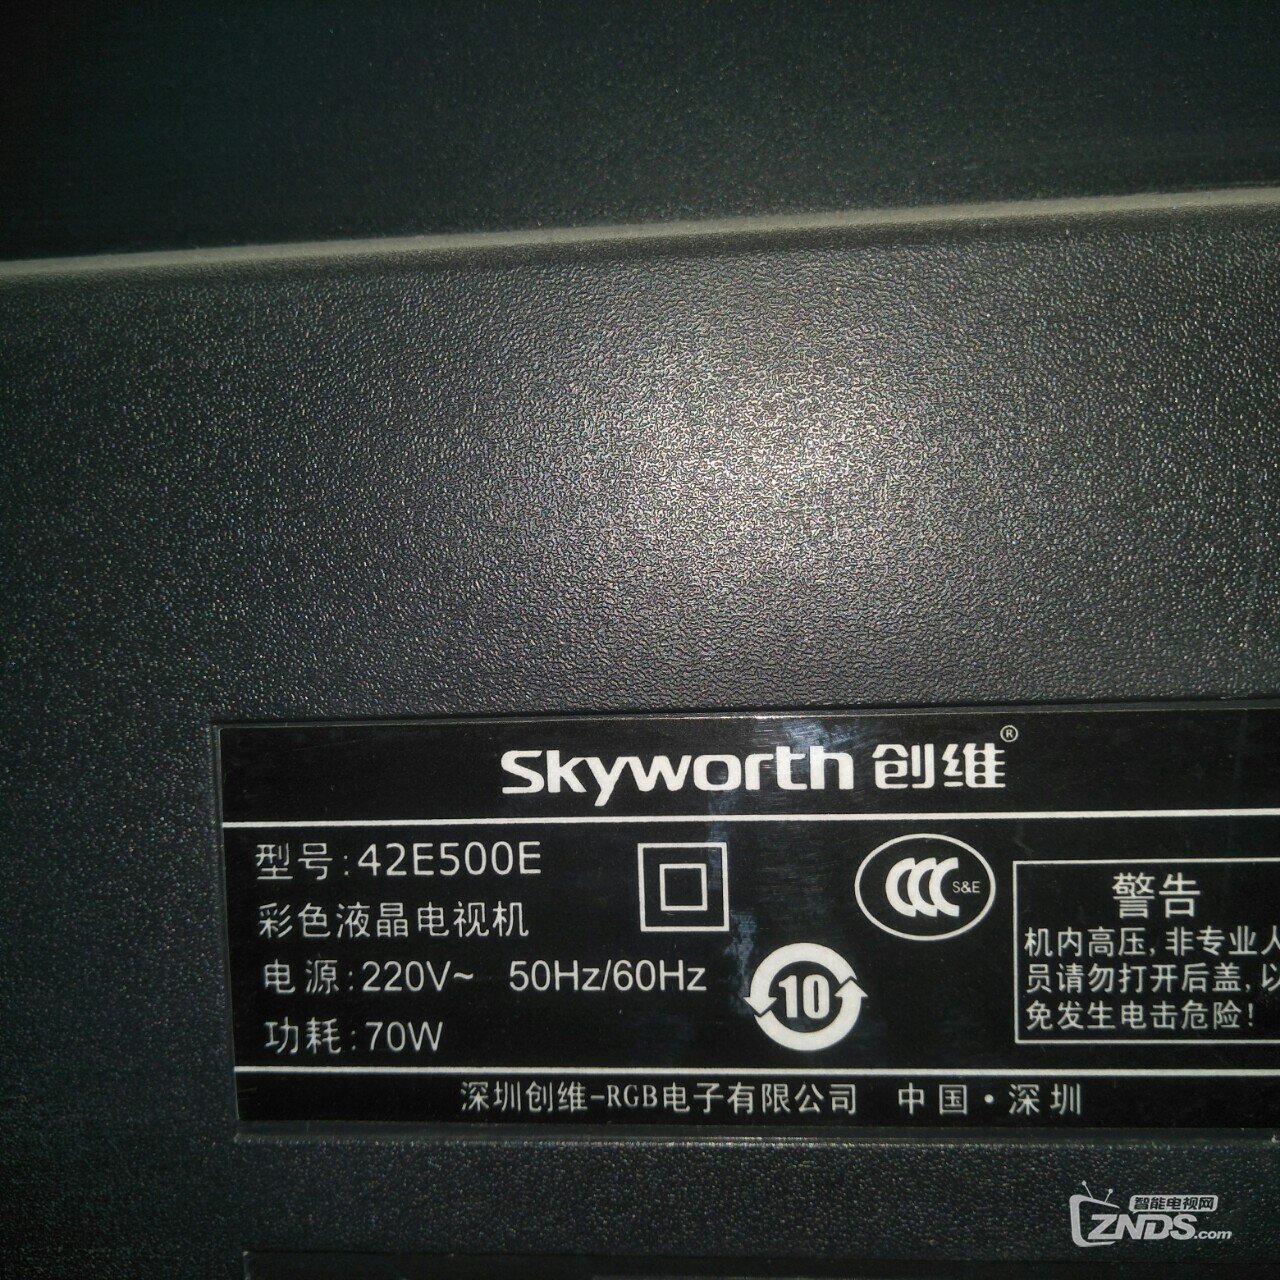 Skyworth 创维®
型号:42E500E
彩色液晶电视机
电源:220V~ 50Hz/60Hz
功耗:70W
CCC S&E
10
警告
机内高压,非专业人
员请勿打开后盖,以
免发生电击危险!
深圳创维-RGB电子有限公司 中国·深圳
智能电视网
ZNDS.com